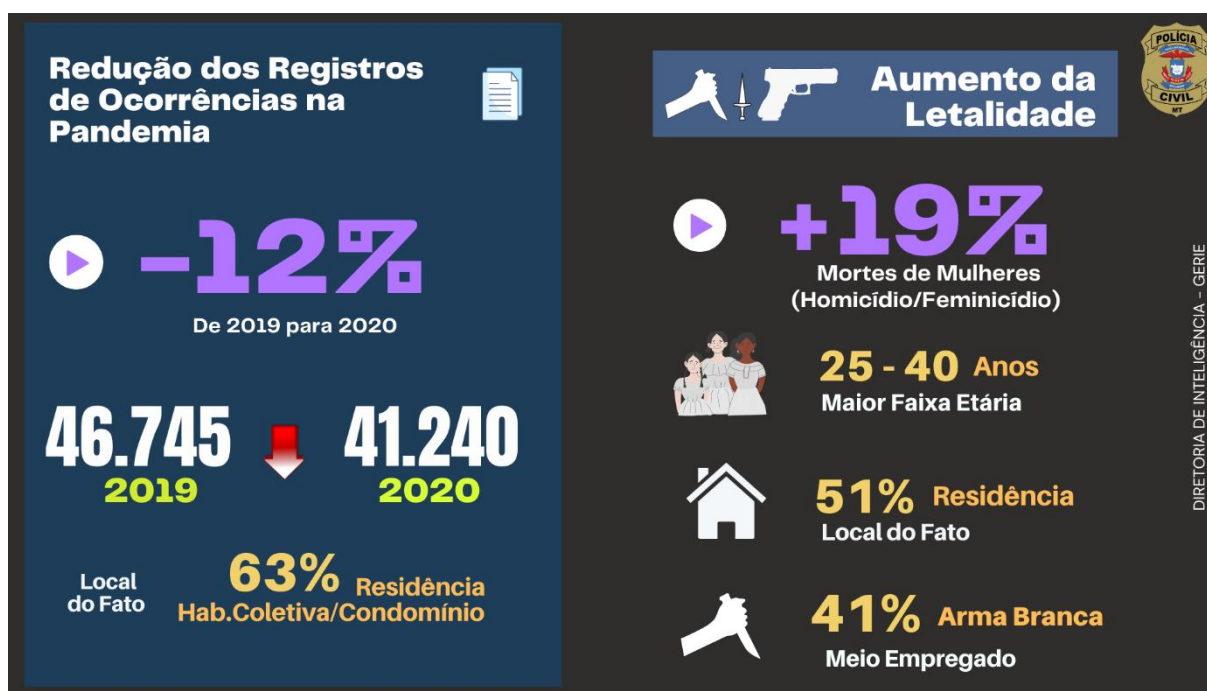 Redução dos Registros
de Ocorrências na
Pandemia
-12%
De 2019 para 2020
46.745
2019
41.240
2020
Local
do Fato
63% Residência
Hab.Coletiva/Condomínio
Aumento da
Letalidade
POLÍCIA
CIVIL
MT
+19%
Mortes de Mulheres
(Homicídio/Feminicídio)
25 - 40 Anos
Maior Faixa Etária
51% Residência
Local do Fato
41% Arma Branca
Meio Empregado
DIRETORIA DE INTELIGÊNCIA - GERIE